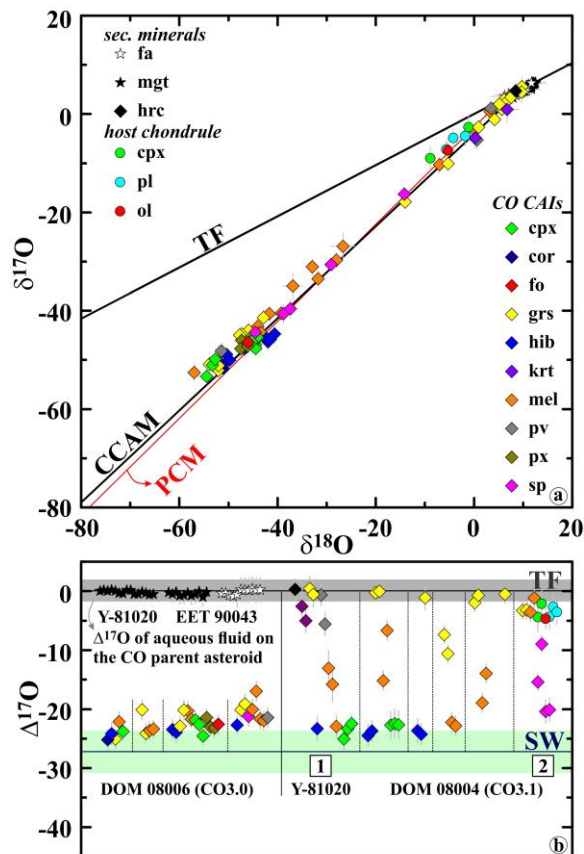 20
0
-20
-40
-60
-80
δ¹⁷O
sec. minerals
fa
mgt
hrc
host chondrule
cpx
pl
ol
TF
CCAM
PCM
CO CAIs
cpx
cor
fo
grs
hib
krt
mel
pv
px
sp
a
-80 -60 -40 -20 0 20
δ¹⁸O
0
-10
-20
-30
-40
Δ¹⁷O
TF
Y-81020 EET 90043
Δ¹⁷O of aqueous fluid on
the CO parent asteroid
SW
1
2
DOM 08006 (CO3.0)
Y-81020
DOM 08004 (CO3.1)
b